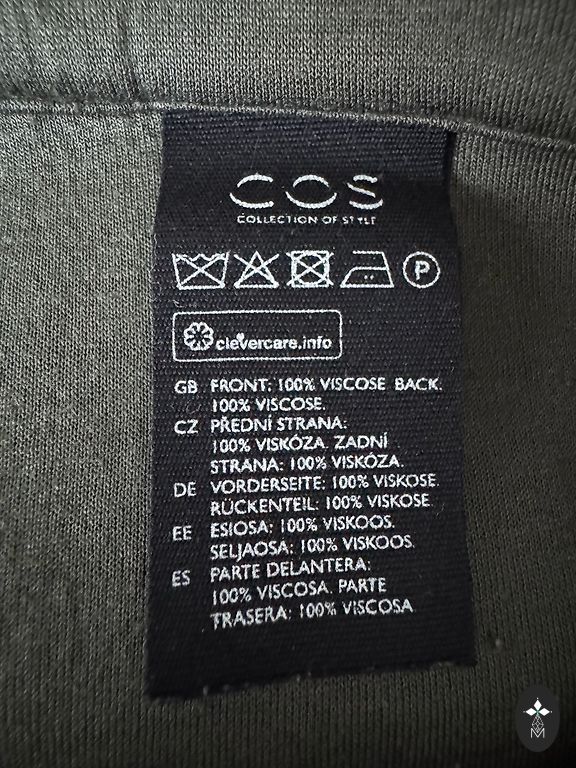 COS
COLLECTION OF STYLE
P
clevercare.info
GB FRONT: 100% VISCOSE BACK.
100% VISCOSE.
CZ PŘEDNÍ STRANA:
100% VISKÓZA. ZADNÍ
STRANA: 100% VISKÓZA.
DE VORDERSEITE: 100% VISKOSE.
RÜCKENTEIL: 100% VISKOSE.
EE ESIOSA: 100% VISKOOS.
SELJAOSA: 100% VISKOOS.
ES PARTE DELANTERA:
100% VISCOSA. PARTE
TRASERA: 100% VISCOSA
M